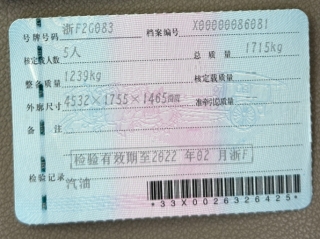 号牌号码 浙F2G083 档案编号 X00000086081
核定载人数 5人 总质量 1715kg
整备质量 1239kg 核定载质量
外廓尺寸 4532×1755×1465 准牵引总质量
备注
检验有效期至2022 年02 月浙F
检验记录 汽油
*33X0026326425*